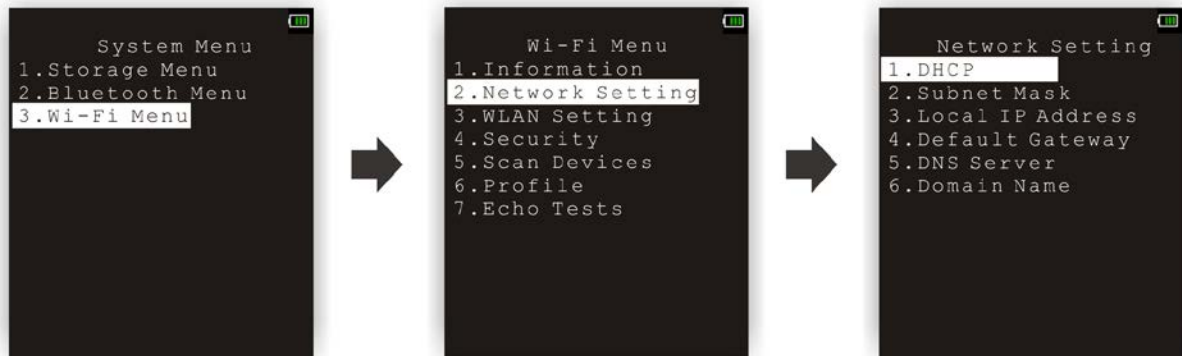 System Menu
1.Storage Menu
2.Bluetooth Menu
3.Wi-Fi Menu
Wi-Fi Menu
1.Information
2.Network Setting
3.WLAN Setting
4.Security
5.Scan Devices
6.Profile
7.Echo Tests
Network Setting
1.DHCP
2.Subnet Mask
3.Local IP Address
4.Default Gateway
5.DNS Server
6.Domain Name